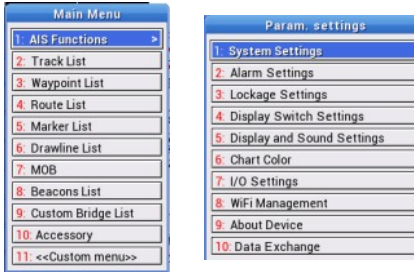 Main Menu
1: AIS Functions >
2: Track List
3: Waypoint List
4: Route List
5: Marker List
6: Drawline List
7: MOB
8: Beacons List
9: Custom Bridge List
10: Accessory
11: <<Custom menu>>
Param. settings
1: System Settings
2: Alarm Settings
3: Lockage Settings
4: Display Switch Settings
5: Display and Sound Settings
6: Chart Color
7: I/O Settings
8: WiFi Management
9: About Device
10: Data Exchange